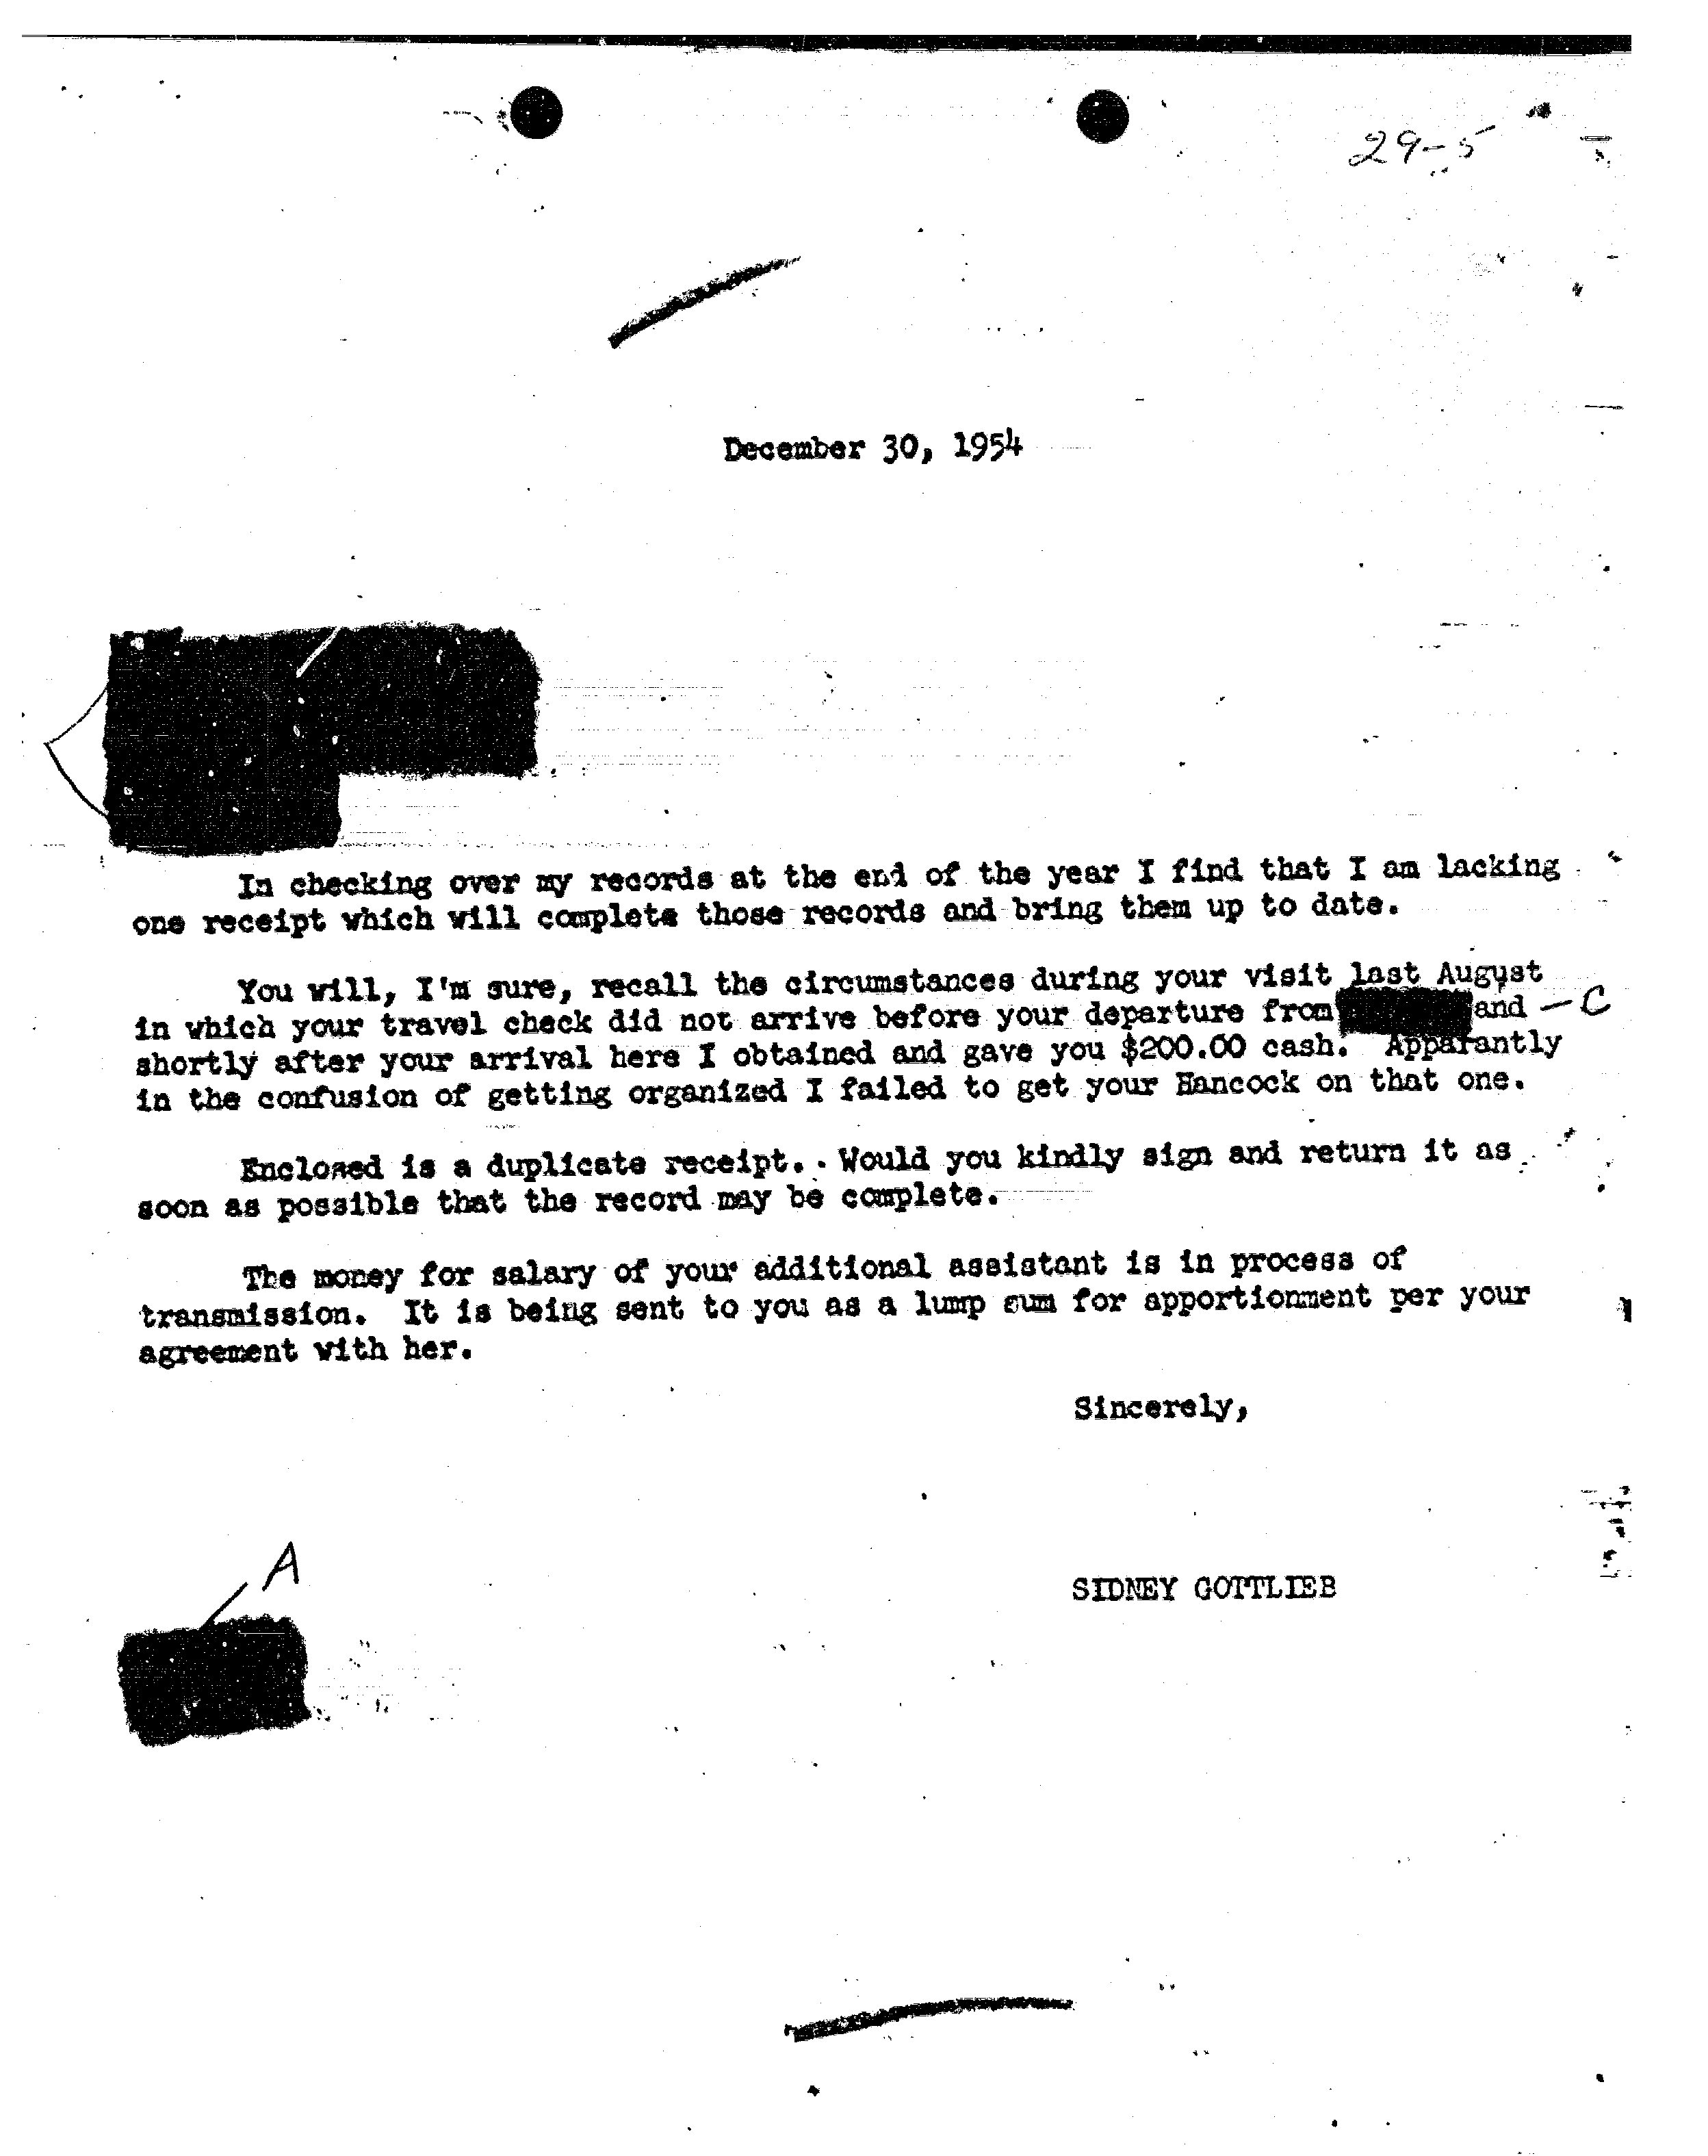 29-5
December 30, 1954
In checking over my records at the end of the year I find that I am lacking
one receipt which will complete those records and bring them up to date.
You will, I'm sure, recall the circumstances during your visit last August
in which your travel check did not arrive before your departure from and - C
shortly after your arrival here I obtained and gave you $200.00 cash. Apparantly
in the confusion of getting organized I failed to get your Hancock on that one.
Enclosed is a duplicate receipt. Would you kindly sign and return it as
soon as possible that the record may be complete.
The money for salary of your additional assistant is in process of
transmission. It is being sent to you as a lump sum for apportionment per your
agreement with her.
Sincerely,
A
SIDNEY GOTTLIEB